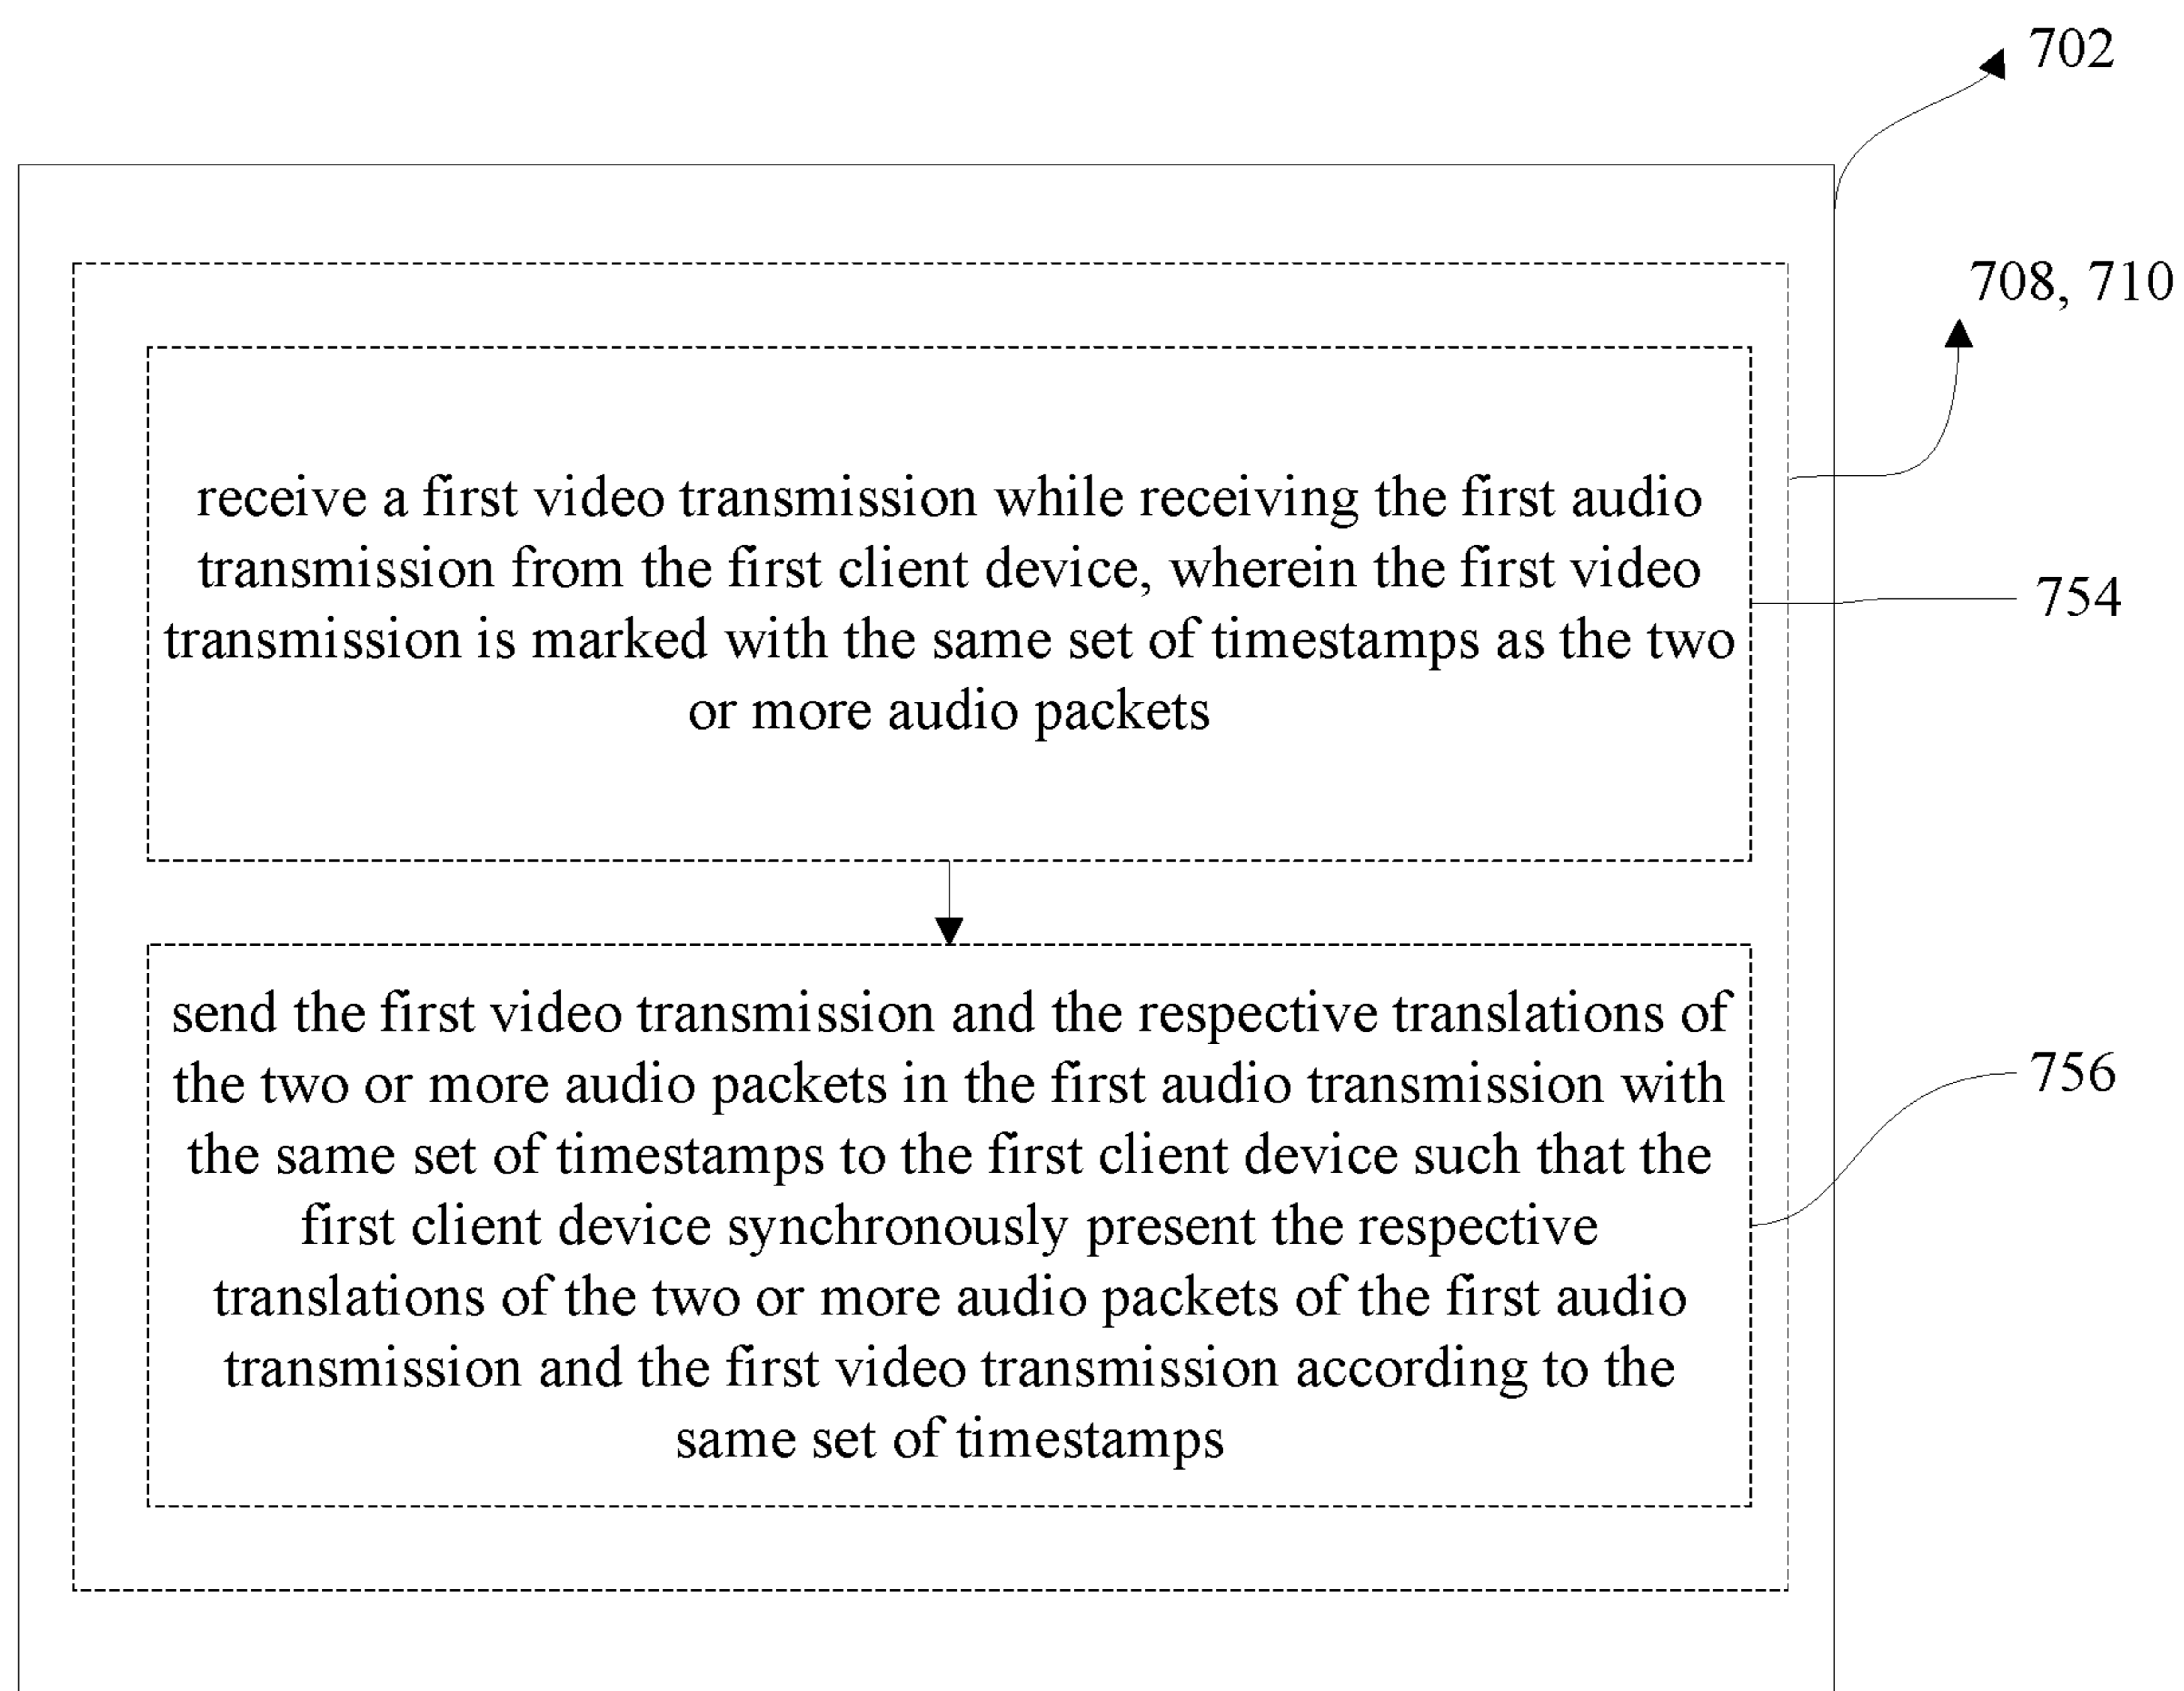 702
708, 710
receive a first video transmission while receiving the first audio
transmission from the first client device, wherein the first video
transmission is marked with the same set of timestamps as the two
or more audio packets
754
send the first video transmission and the respective translations of
the two or more audio packets in the first audio transmission with
the same set of timestamps to the first client device such that the
first client device synchronously present the respective
translations of the two or more audio packets of the first audio
transmission and the first video transmission according to the
same set of timestamps
756